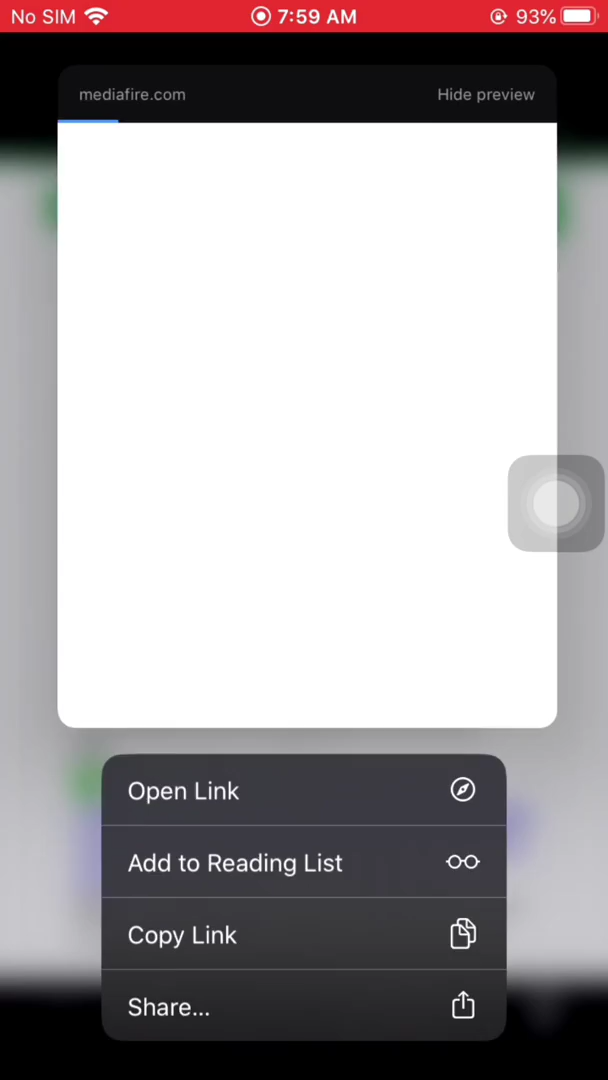 No SIM 7:59 AM 93%
mediafire.com Hide preview
Open Link
Add to Reading List
Copy Link
Share...